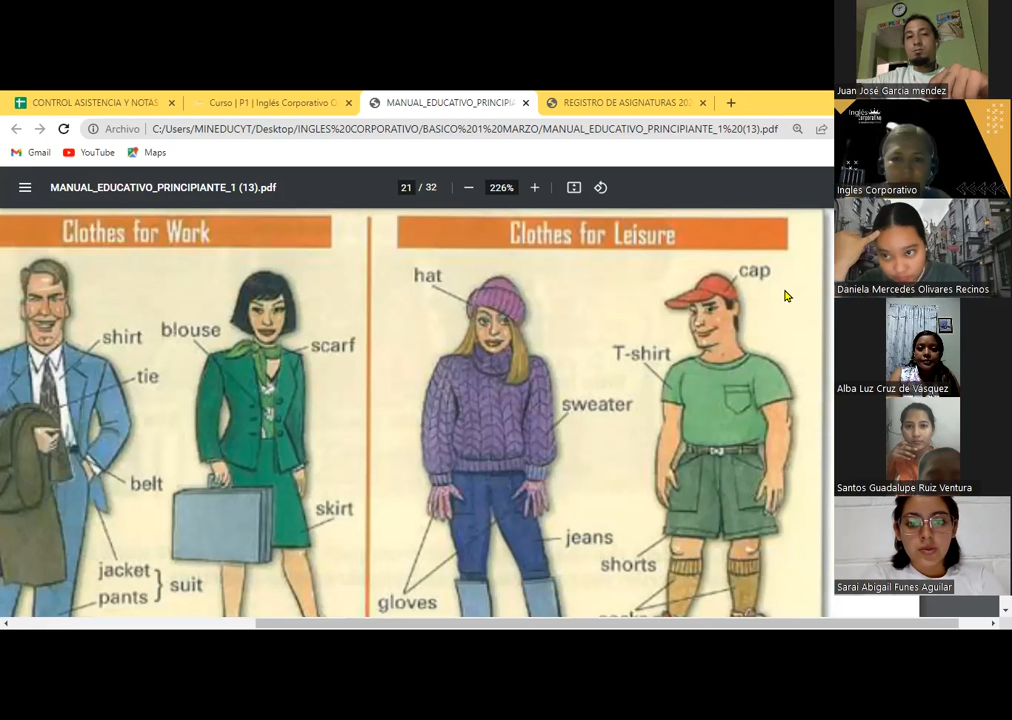 CONTROL ASISTENCIA Y NOTAS
Curso | P1 | Inglés Corporativo C
MANUAL_EDUCATIVO_PRINCIPI
REGISTRO DE ASIGNATURAS 202
Archivo
C:/Users/MINEDUCYT/Desktop/INGLES%20CORPORATIVO/BASICO%201%20MARZO/MANUAL_EDUCATIVO_PRINCIPIANTE_1%20(13).pdf
Gmail
YouTube
Maps
MANUAL_EDUCATIVO_PRINCIPIANTE_1 (13).pdf
21 / 32
226%
Clothes for Work
shirt
blouse
scarf
tie
belt
skirt
jacket
pants
suit
Clothes for Leisure
hat
cap
T-shirt
sweater
jeans
shorts
gloves
Juan José Garcia mendez
Inglés
Corporativo
Ingles Corporativo
Daniela Mercedes Olivares Recinos
Alba Luz Cruz de Vásquez
Santos Guadalupe Ruiz Ventura
Sarai Abigail Funes Aguilar